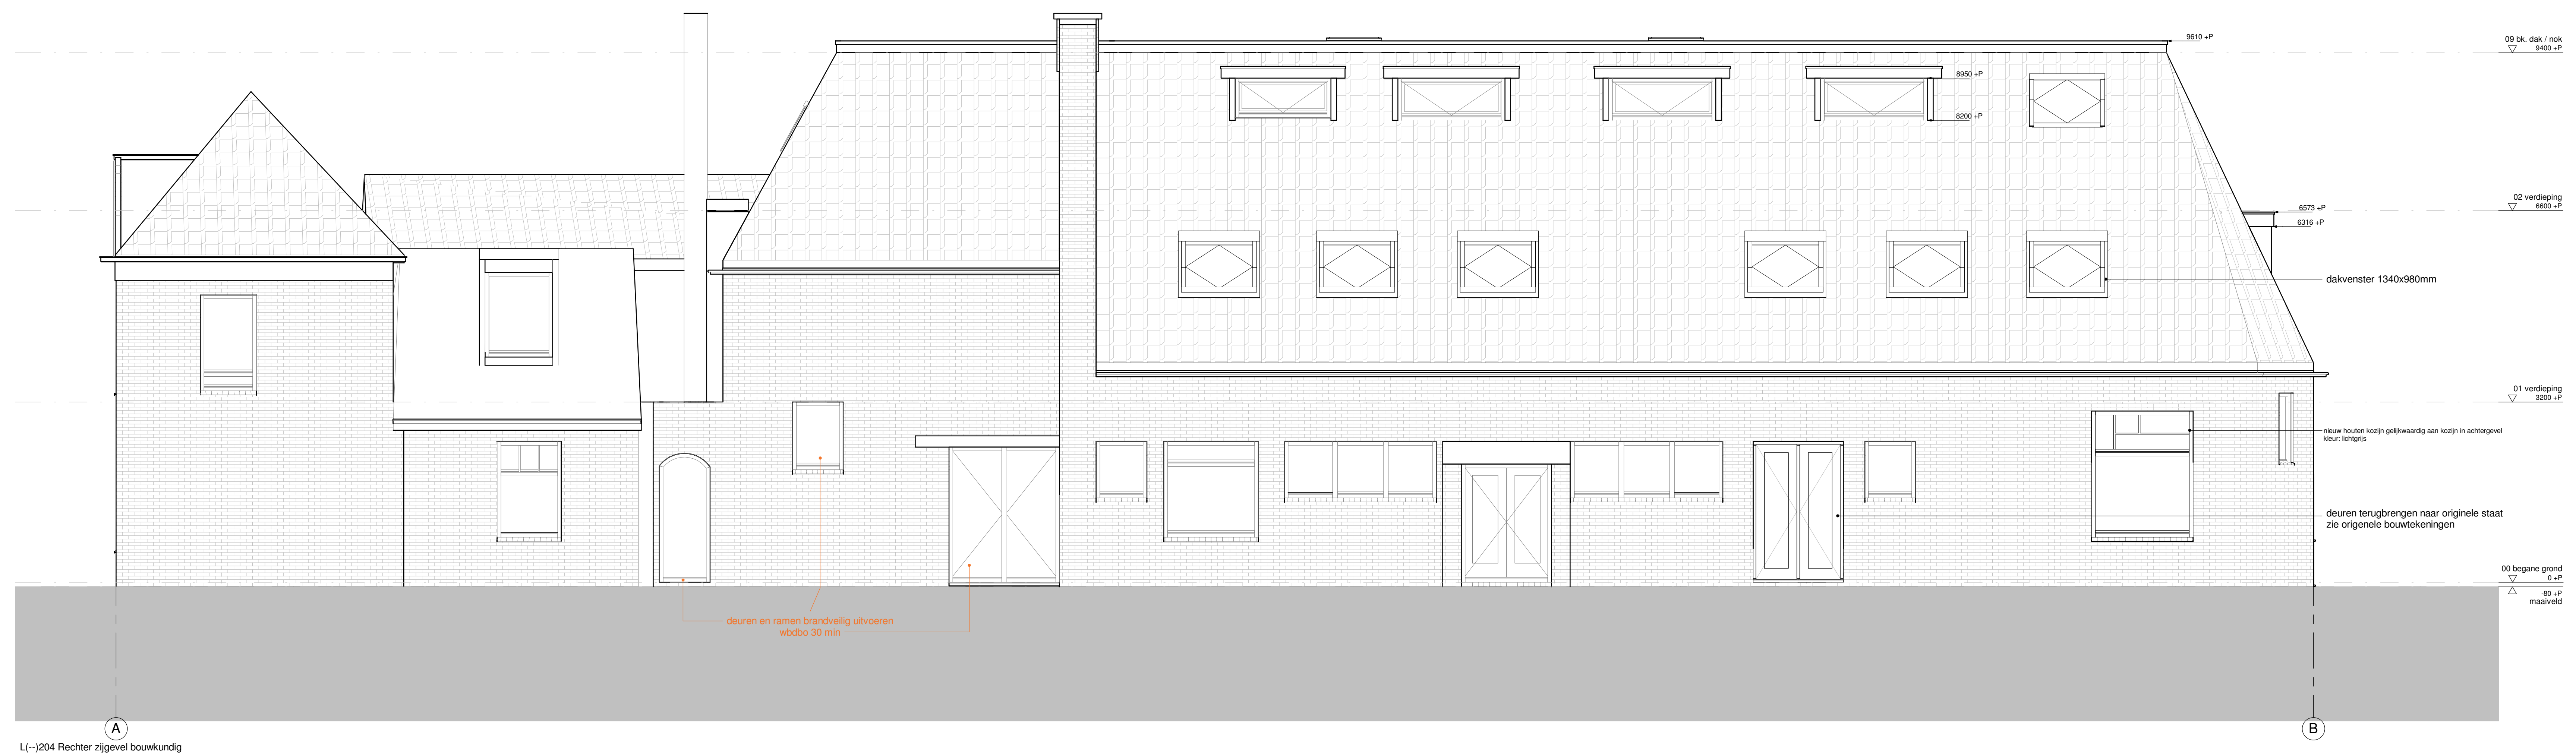 9610 +P
09 bk. dak / nok
9400 +P
8950 +P
8200 +P
02 verdieping
6600 +P
6573 +P
6316 +P
dakvenster 1340x980mm
01 verdieping
3200 +P
nieuw houten kozijn gelijkwaardig aan kozijn in achtergevel
kleur: lichtgrijs
deuren terugbrengen naar originele staat
zie origenele bouwtekeningen
00 begane grond
0 +P
-80 +P
maaiveld
deuren en ramen brandveilig uitvoeren
wbdbo 30 min
A
B
L(--)204 Rechter zijgevel bouwkundig